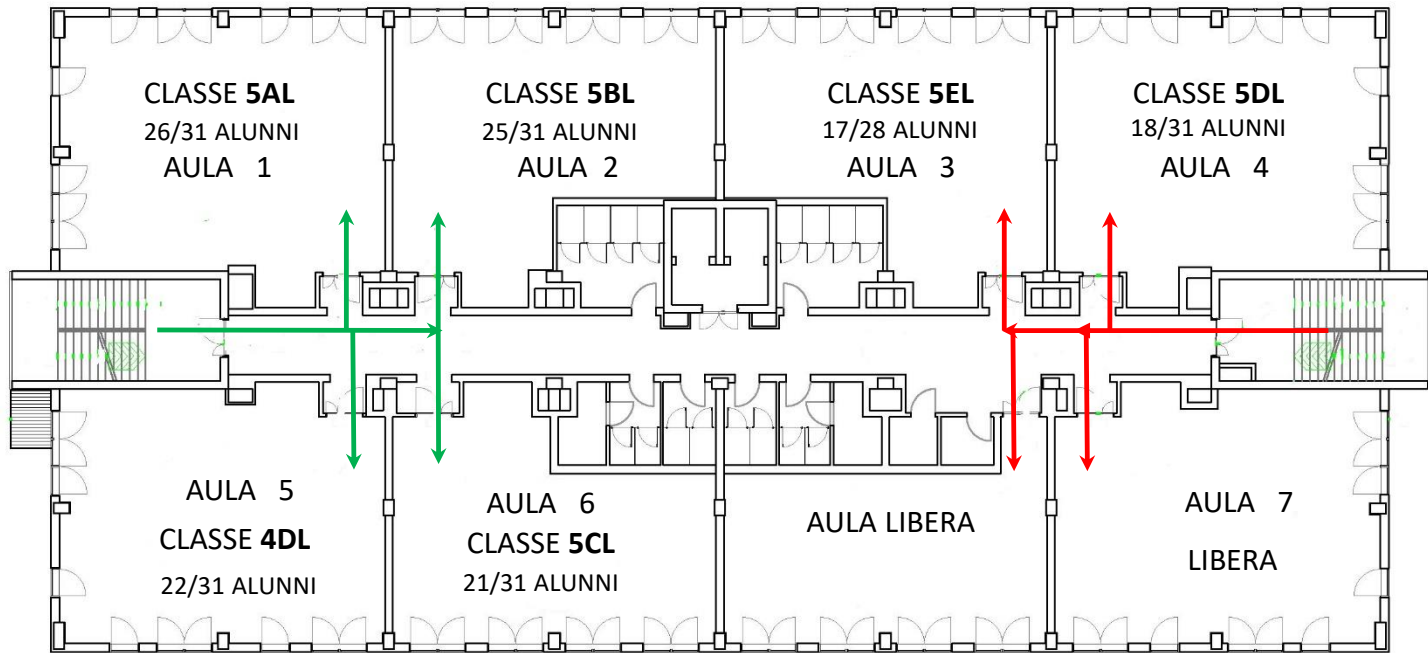 CLASSE 5AL
26/31 ALUNNI
AULA 1
CLASSE 5BL
25/31 ALUNNI
AULA 2
CLASSE 5EL
17/28 ALUNNI
AULA 3
CLASSE 5DL
18/31 ALUNNI
AULA 4
AULA 5
CLASSE 4DL
22/31 ALUNNI
AULA 6
CLASSE 5CL
21/31 ALUNNI
AULA LIBERA
AULA 7
LIBERA